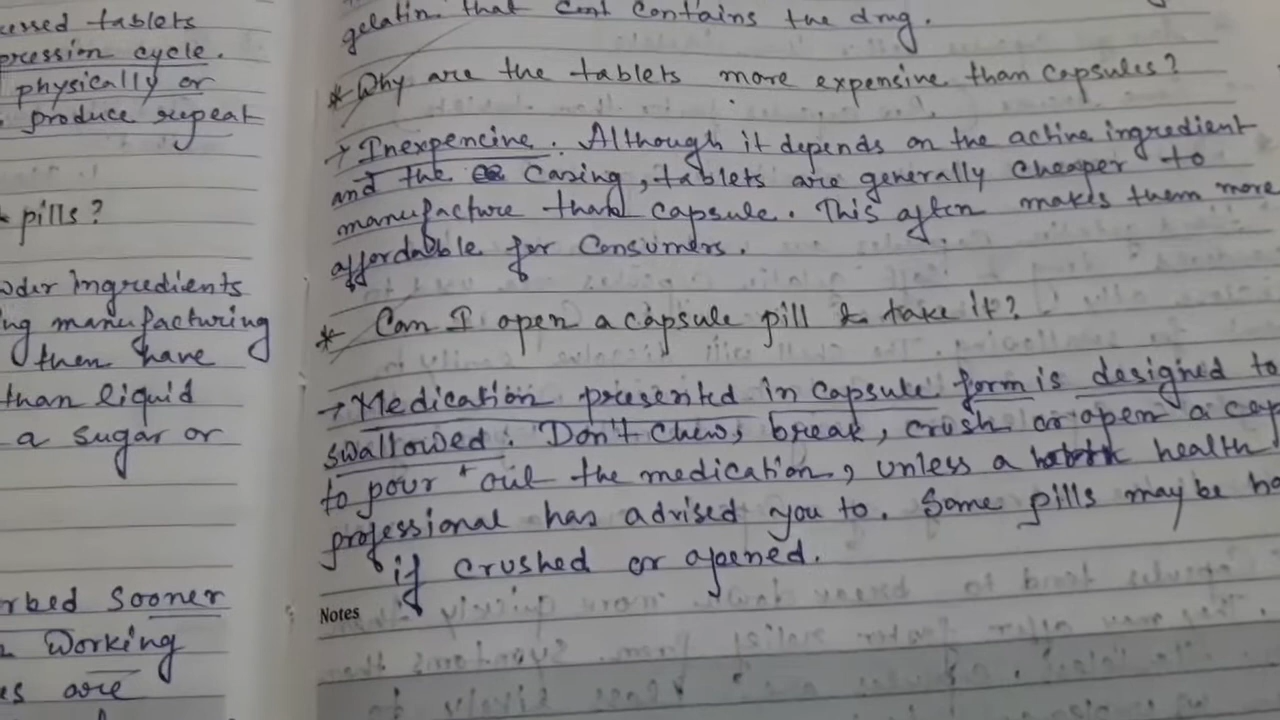 essed tablets
pression cycle.
physically or
produce repeat
pills?
oder ingredients
ng manufacturing
then have
than liquid
a sugar or
rbed sooner
working
es are
gelatin that contains the drug.
* Why are the tablets more expensive than capsules?
→ Inexpencine. Although it depends on the active ingredient
and the casing, tablets are generally cheaper to
manufacture than capsule. This often makes them more
affordable for consumers.
* Can I open a capsule pill & take it?
→ Medication presented in capsule form is designed to
swallowed. Don't chew, break, crush or open a cap
to pour out the medication, unless a health
professional has advised you to. Some pills may be ha
if crushed or opened.
Notes